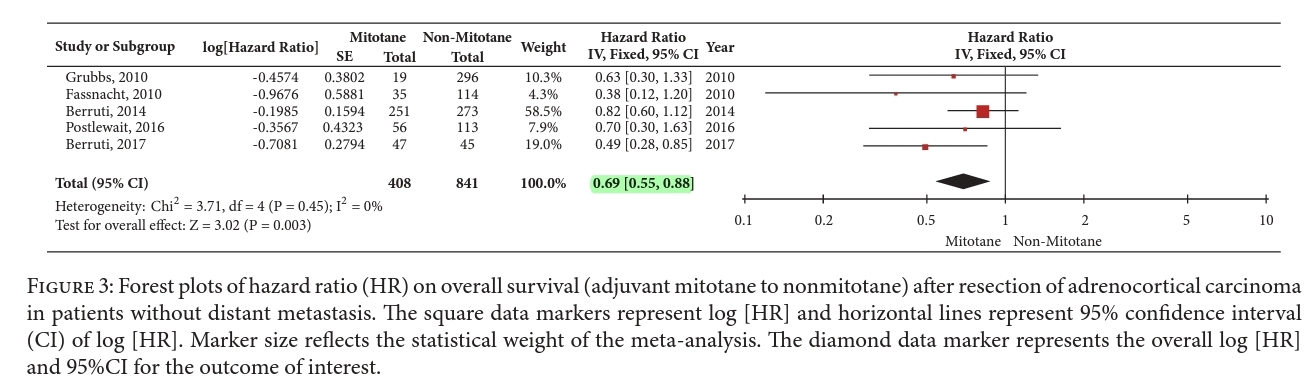 Study or Subgroup log[Hazard Ratio] Mitotane SE Total Non-Mitotane Total Weight Hazard Ratio IV, Fixed, 95% CI Year Hazard Ratio IV, Fixed, 95% CI
Grubbs, 2010 -0.4574 0.3802 19 296 10.3% 0.63 [0.30, 1.33] 2010
Fassnacht, 2010 -0.9676 0.5881 35 114 4.3% 0.38 [0.12, 1.20] 2010
Berruti, 2014 -0.1985 0.1594 251 273 58.5% 0.82 [0.60, 1.12] 2014
Postlewait, 2016 -0.3567 0.4323 56 113 7.9% 0.70 [0.30, 1.63] 2016
Berruti, 2017 -0.7081 0.2794 47 45 19.0% 0.49 [0.28, 0.85] 2017
Total (95% CI) 408 841 100.0% 0.69 [0.55, 0.88]
Heterogeneity: Chi² = 3.71, df = 4 (P = 0.45); I² = 0%
Test for overall effect: Z = 3.02 (P = 0.003)
0.1 0.2 0.5 1 2 5 10
Mitotane Non-Mitotane
Figure 3: Forest plots of hazard ratio (HR) on overall survival (adjuvant mitotane to nonmitotane) after resection of adrenocortical carcinoma
in patients without distant metastasis. The square data markers represent log [HR] and horizontal lines represent 95% confidence interval
(CI) of log [HR]. Marker size reflects the statistical weight of the meta-analysis. The diamond data marker represents the overall log [HR]
and 95%CI for the outcome of interest.